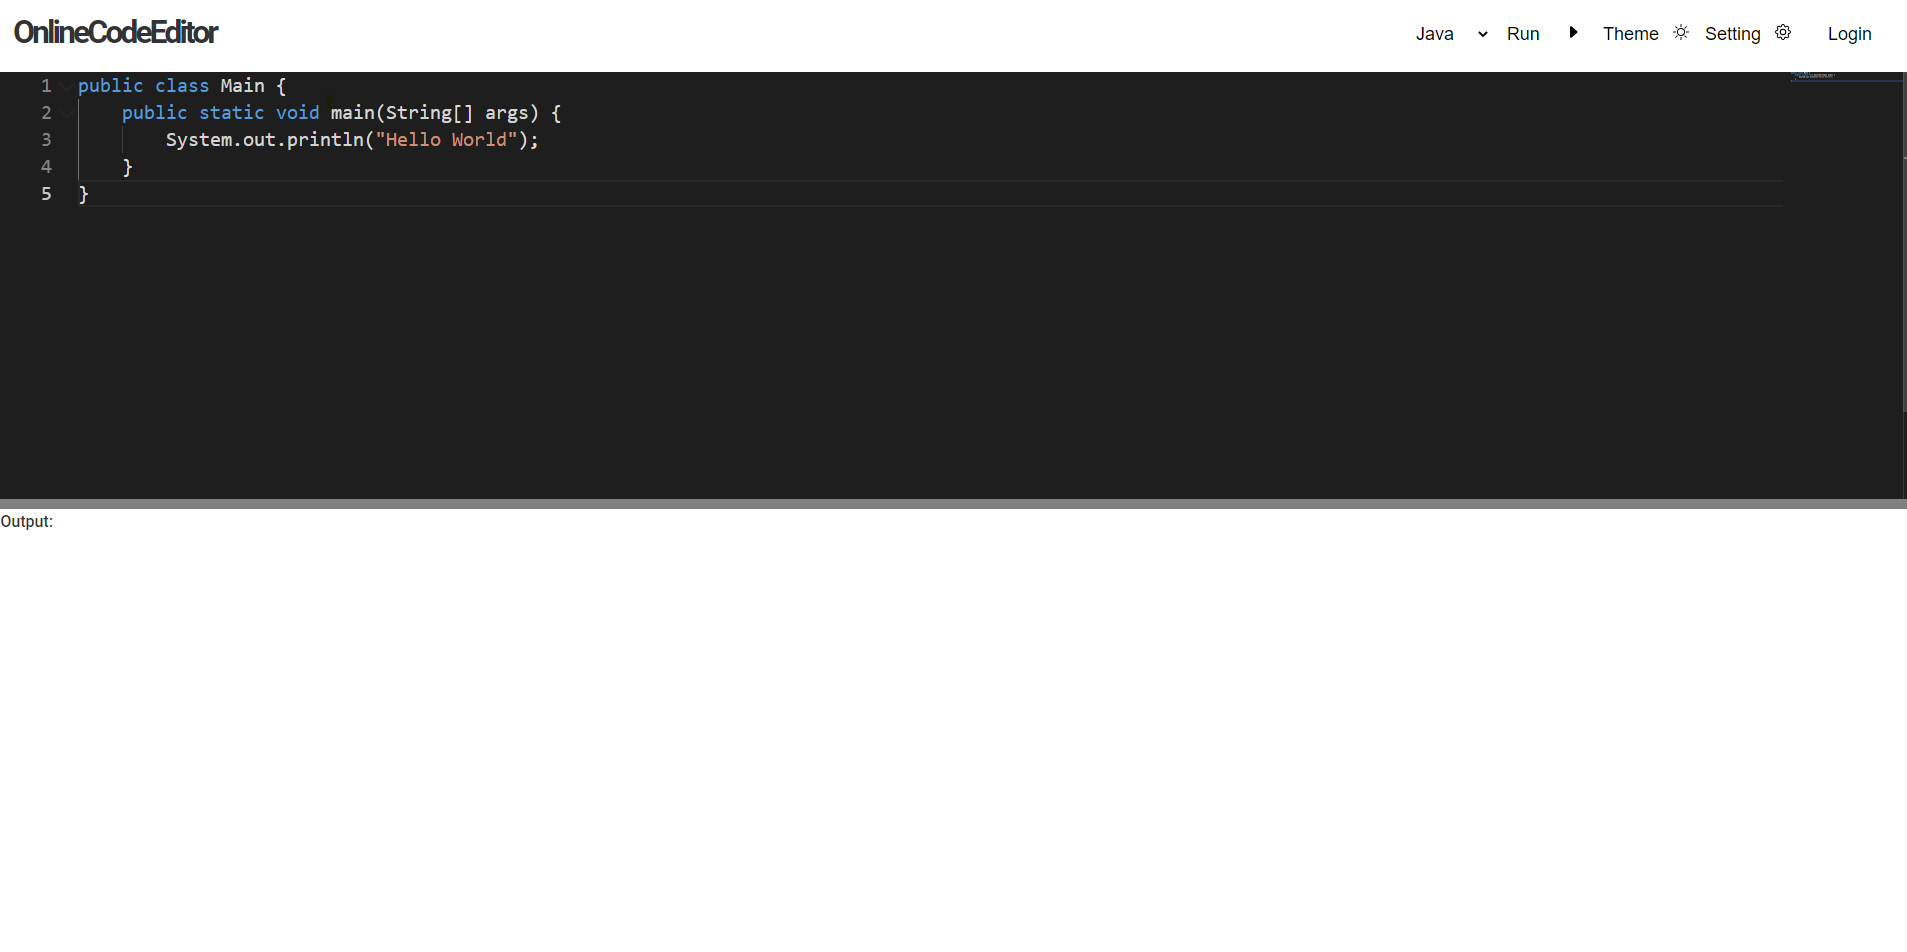 OnlineCodeEditor
Java Run Theme Setting Login
1 public class Main {
2     public static void main(String[] args) {
3         System.out.println("Hello World");
4     }
5 }
Output: